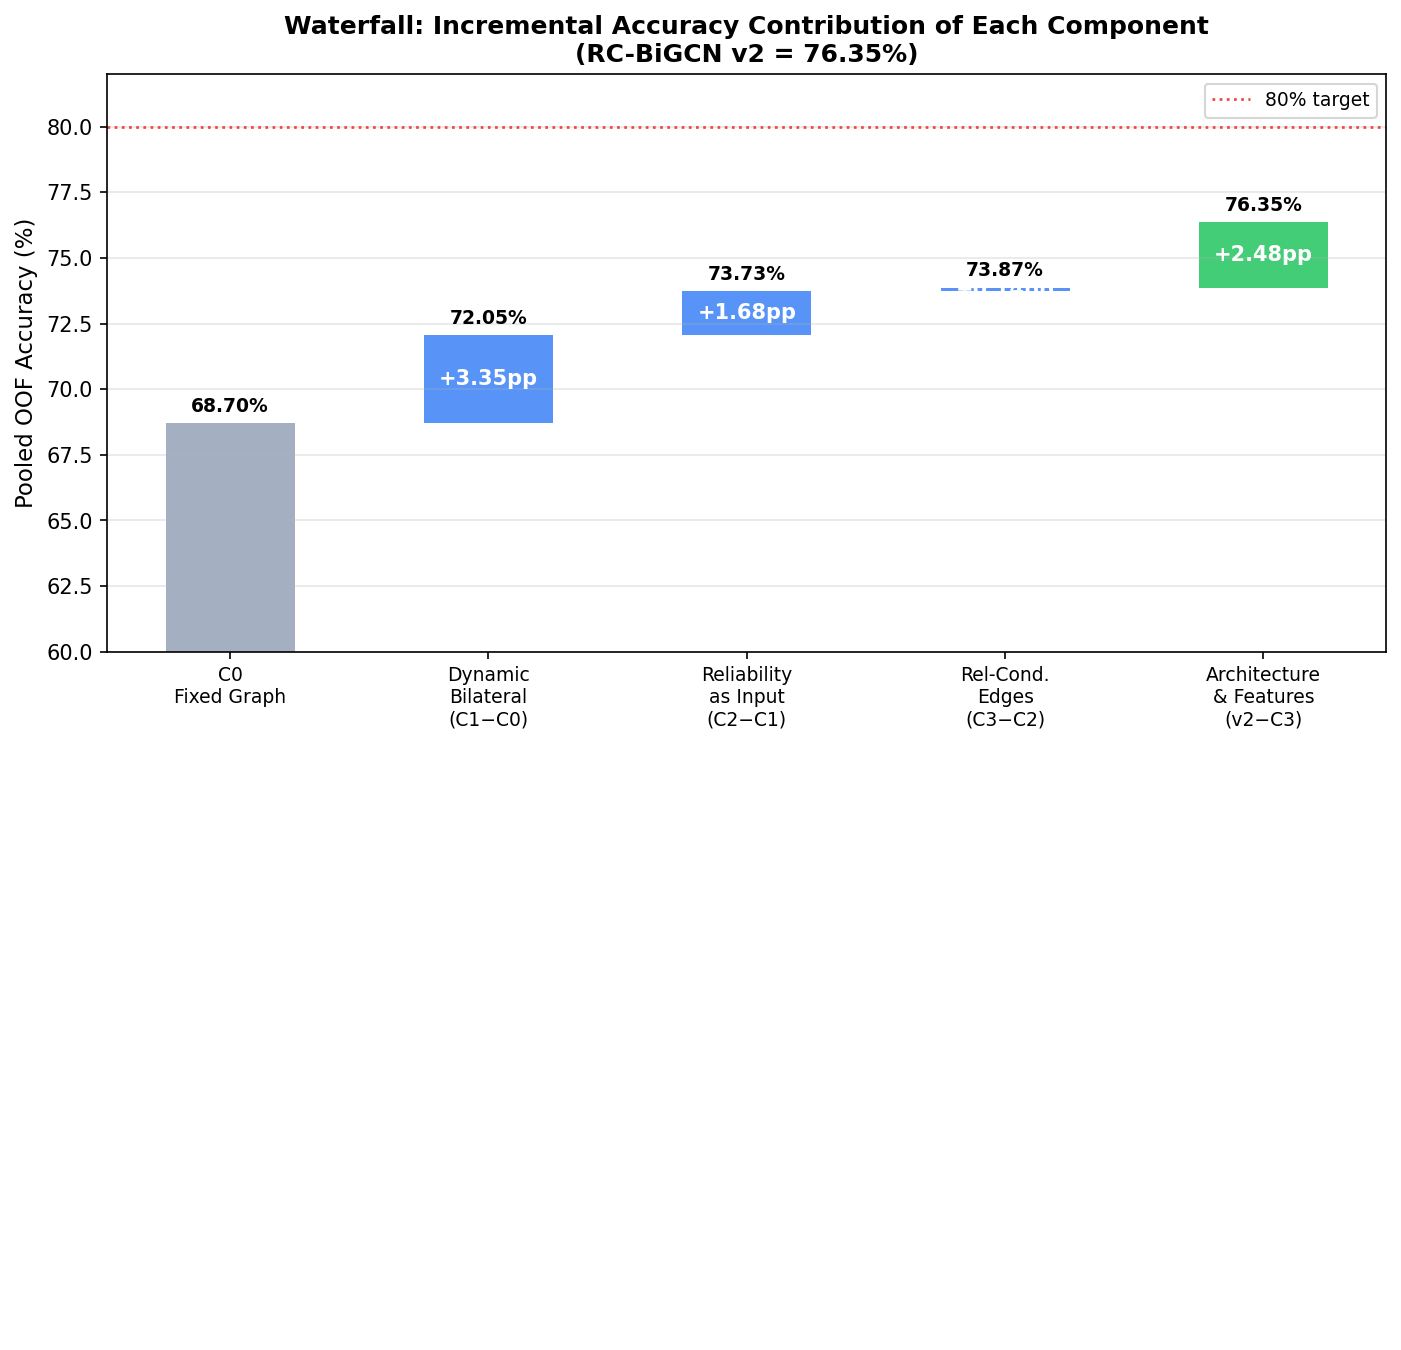 Waterfall: Incremental Accuracy Contribution of Each Component
(RC-BiGCN v2 = 76.35%)
80% target
Pooled OOF Accuracy (%)
80.0
77.5
75.0
72.5
70.0
67.5
65.0
62.5
60.0
68.70%
72.05%
+3.35pp
73.73%
+1.68pp
73.87%
76.35%
+2.48pp
C0
Fixed Graph
Dynamic
Bilateral
(C1−C0)
Reliability
as Input
(C2−C1)
Rel-Cond.
Edges
(C3−C2)
Architecture
& Features
(v2−C3)